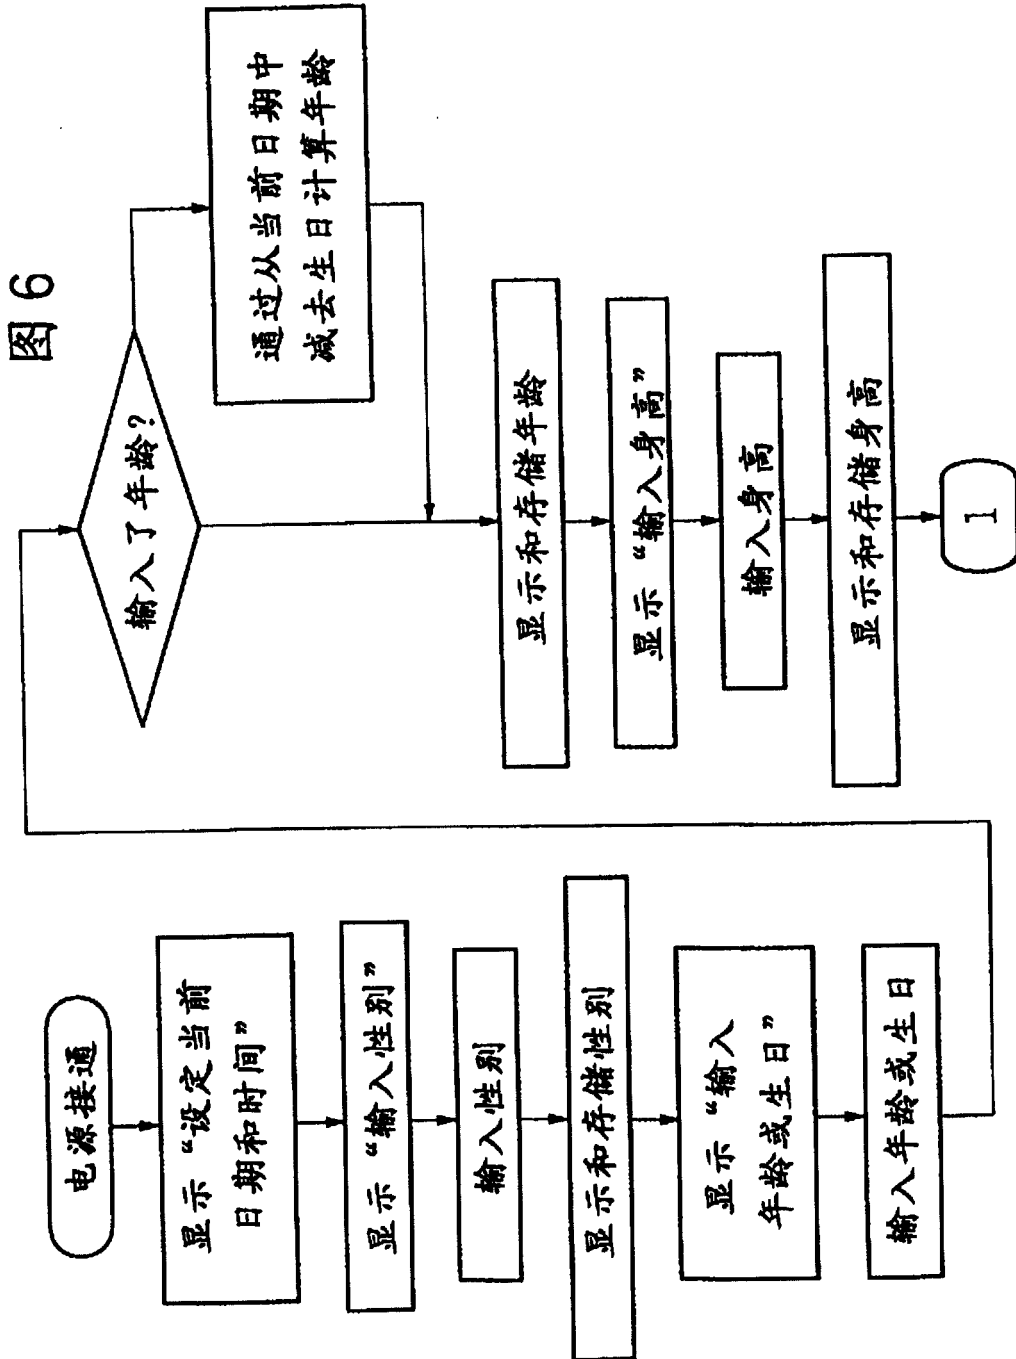 图 6
电源接通
显示“设定当前
日期和时间”
显示“输入性别”
输入性别
显示和存储性别
显示“输入
年龄或生日”
输入年龄或生日
输入了年龄?
通过从当前日期中
减去生日计算年龄
显示和存储年龄
显示“输入身高”
输入身高
显示和存储身高
1